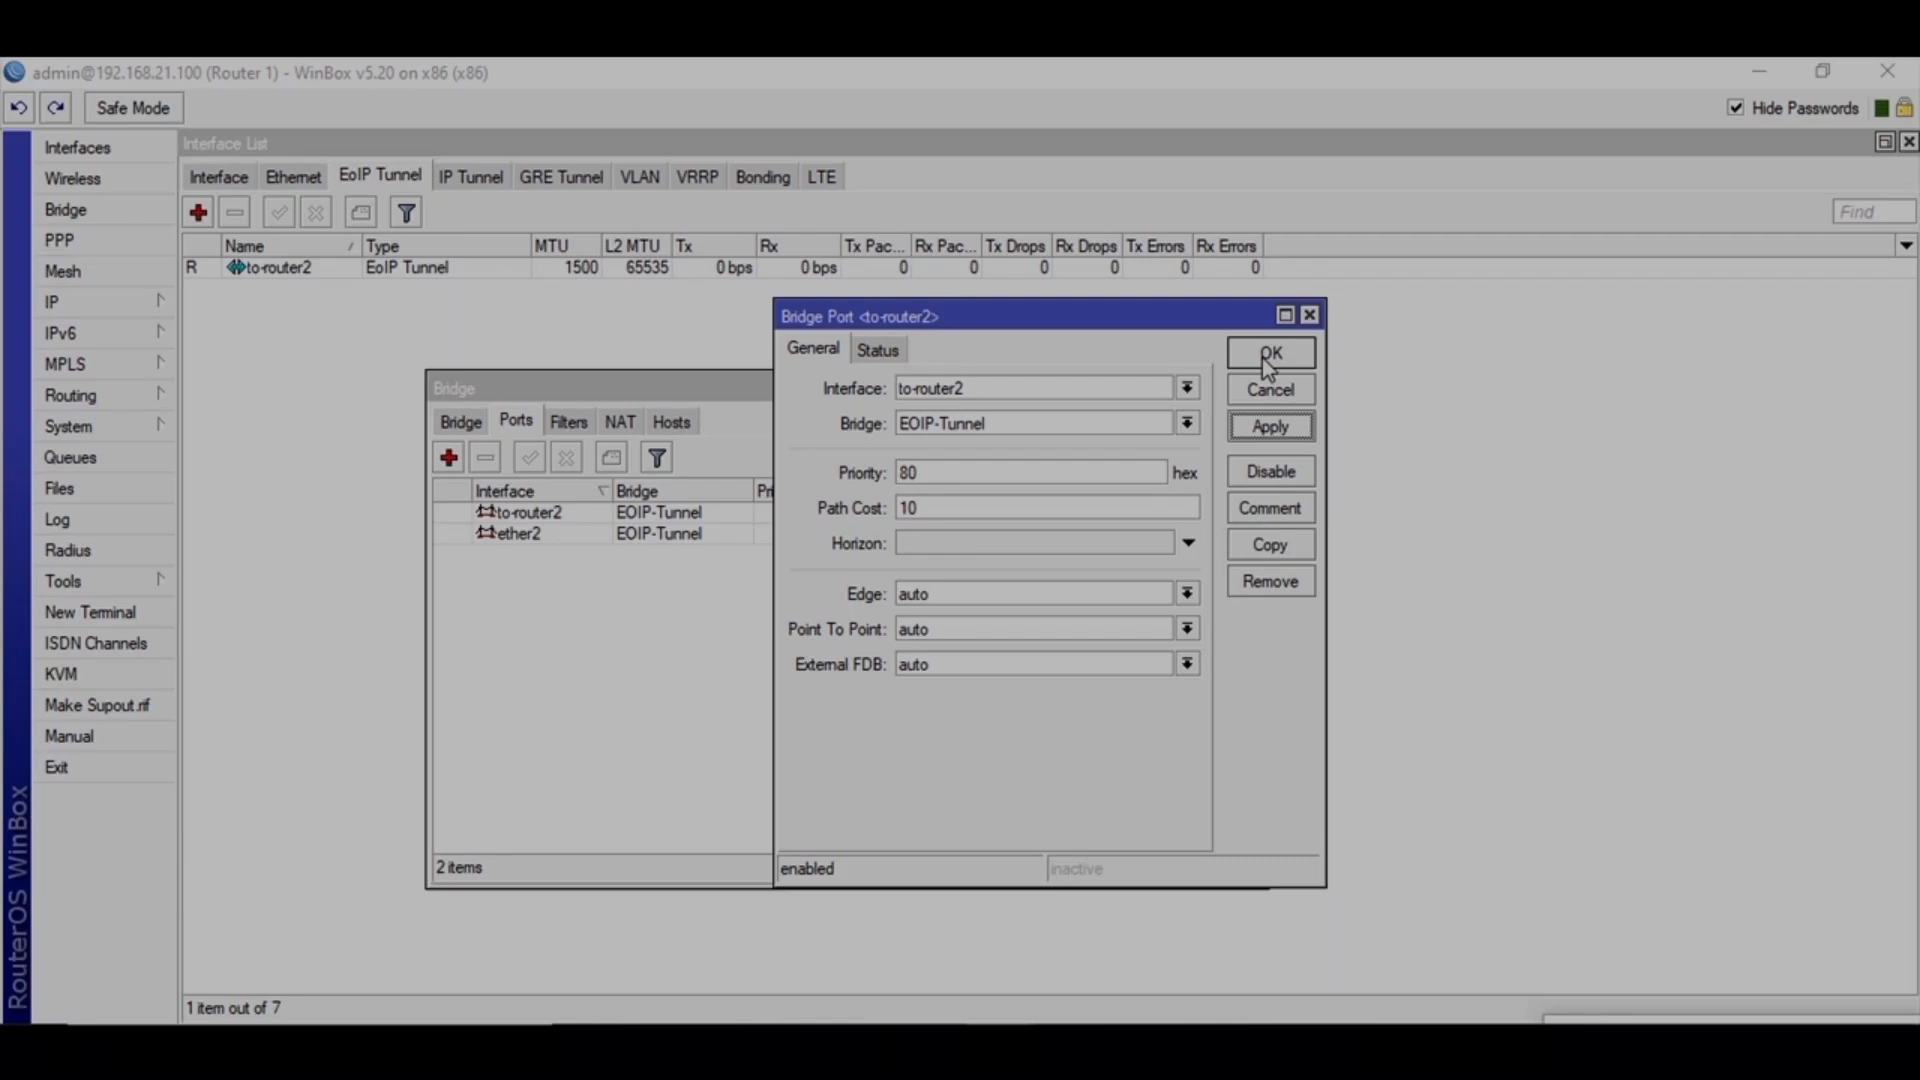 admin@192.168.21.100 (Router 1) - WinBox v5.20 on x86 (x86)
Safe Mode
Hide Passwords
Interfaces
Wireless
Bridge
PPP
Mesh
IP
IPv6
MPLS
Routing
System
Queues
Files
Log
Radius
Tools
New Terminal
ISDN Channels
KVM
Make Supout.rif
Manual
Exit
RouterOS WinBox
Interface List
Interface Ethernet EoIP Tunnel IP Tunnel GRE Tunnel VLAN VRRP Bonding LTE
Find
Name / Type MTU L2 MTU Tx Rx Tx Pac... Rx Pac... Tx Drops Rx Drops Tx Errors Rx Errors
R to-router2 EoIP Tunnel 1500 65535 0 bps 0 bps 0 0 0 0 0 0
Bridge
Bridge Ports Filters NAT Hosts
Interface Bridge Pri
to-router2 EOIP-Tunnel
ether2 EOIP-Tunnel
2 items
Bridge Port <to-router2>
General Status
Interface: to-router2
Bridge: EOIP-Tunnel
Priority: 80 hex
Path Cost: 10
Horizon:
Edge: auto
Point To Point: auto
External FDB: auto
OK
Cancel
Apply
Disable
Comment
Copy
Remove
enabled inactive
1 item out of 7